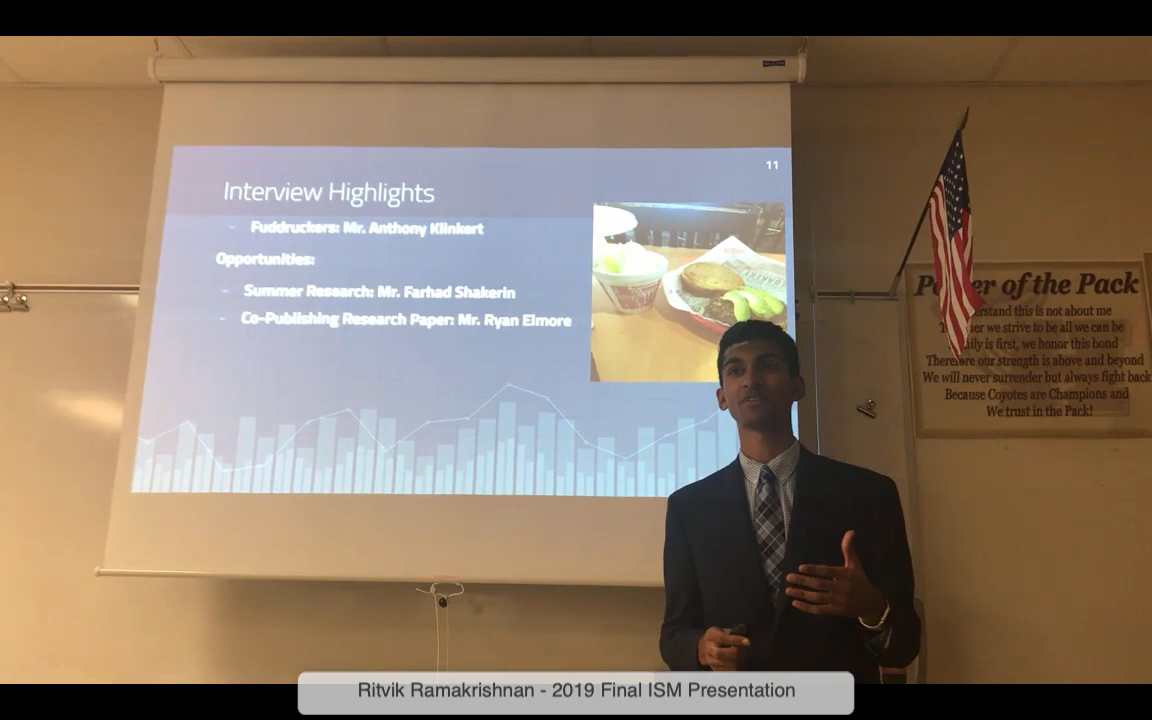 11
Interview Highlights
- Fuddruckers: Mr. Anthony Klinkert
Opportunities:
- Summer Research: Mr. Farhad Shakerin
- Co-Publishing Research Paper: Mr. Ryan Elmore
of the Pack
this is not about me
we strive to be all we can be
is first, we honor this bond
Therefore our strength is above and beyond
We will never surrender but always fight back
Because Coyotes are Champions and
We trust in the Pack!
Ritvik Ramakrishnan - 2019 Final ISM Presentation